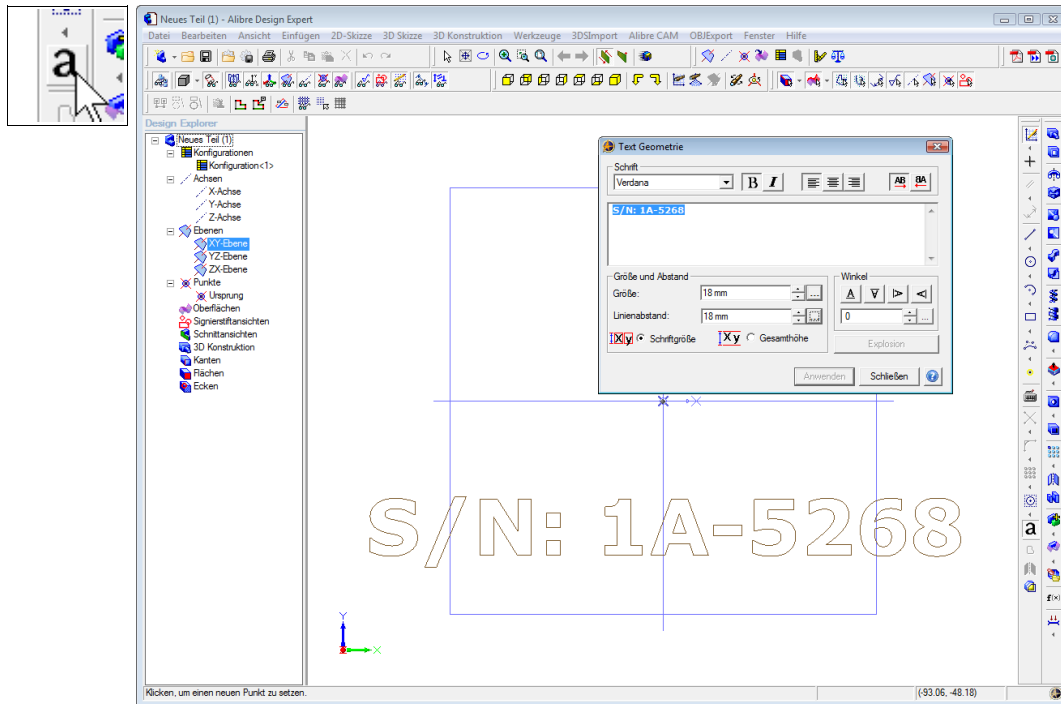 a
Neues Teil (1) - Alibre Design Expert
Datei Bearbeiten Ansicht Einfügen 2D-Skizze 3D Skizze 3D Konstruktion Werkzeuge 3DSImport Alibre CAM OBJExport Fenster Hilfe
Design Explorer
Neues Teil (1)
Konfigurationen
Konfiguration<1>
Achsen
X-Achse
Y-Achse
Z-Achse
Ebenen
XY-Ebene
YZ-Ebene
ZX-Ebene
Punkte
Ursprung
Oberflächen
Signierstiftansichten
Schnittansichten
3D Konstruktion
Kanten
Flächen
Ecken
Text Geometrie
Schrift
Verdana B I AB BA
S/N: 1A-5268
Größe und Abstand
Größe: 18 mm ...
Linienabstand: 18 mm
Xy Schriftgröße Xy Gesamthöhe
Winkel
A A A A
0 ...
Explosion
Anwenden Schließen ?
X
S/N: 1A-5268
Y
X
a
f(x)
Klicken, um einen neuen Punkt zu setzen.
(-93.06, -48.18)